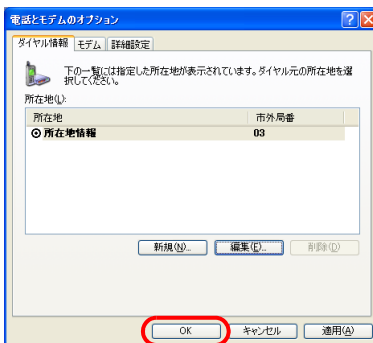 電話とモデムのオプション
ダイヤル情報 モデム 詳細設定
下の一覧には指定した所在地が表示されています。ダイヤル元の所在地を選
択してください。
所在地(L):
所在地 市外局番
所在地情報 03
新規(N)... 編集(E)... 削除(D)
OK キャンセル 適用(A)